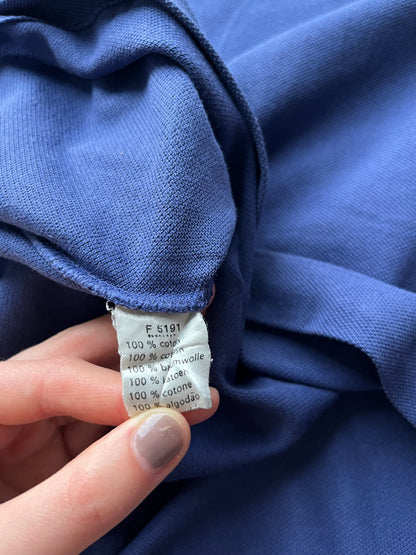 F 5191
100 % coton
100 % cotton
100 % baumwolle
100 % katoen
100 % cotone
100 % algodão